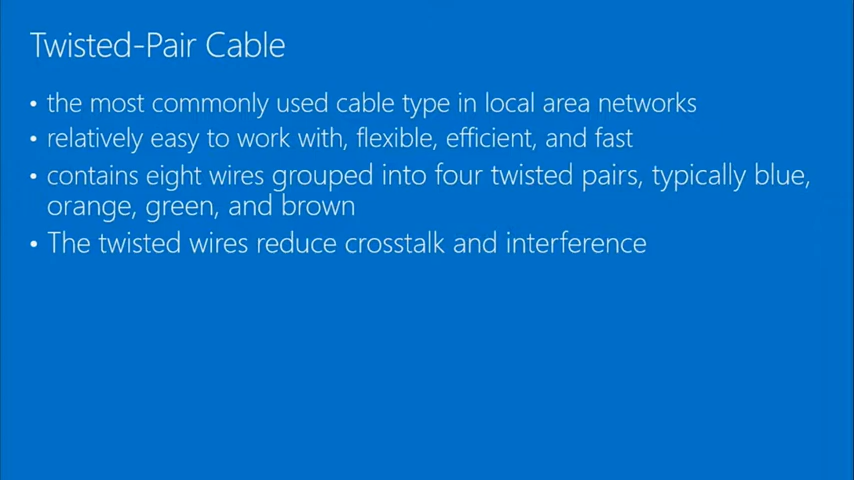 Twisted-Pair Cable
• the most commonly used cable type in local area networks
• relatively easy to work with, flexible, efficient, and fast
• contains eight wires grouped into four twisted pairs, typically blue,
orange, green, and brown
• The twisted wires reduce crosstalk and interference